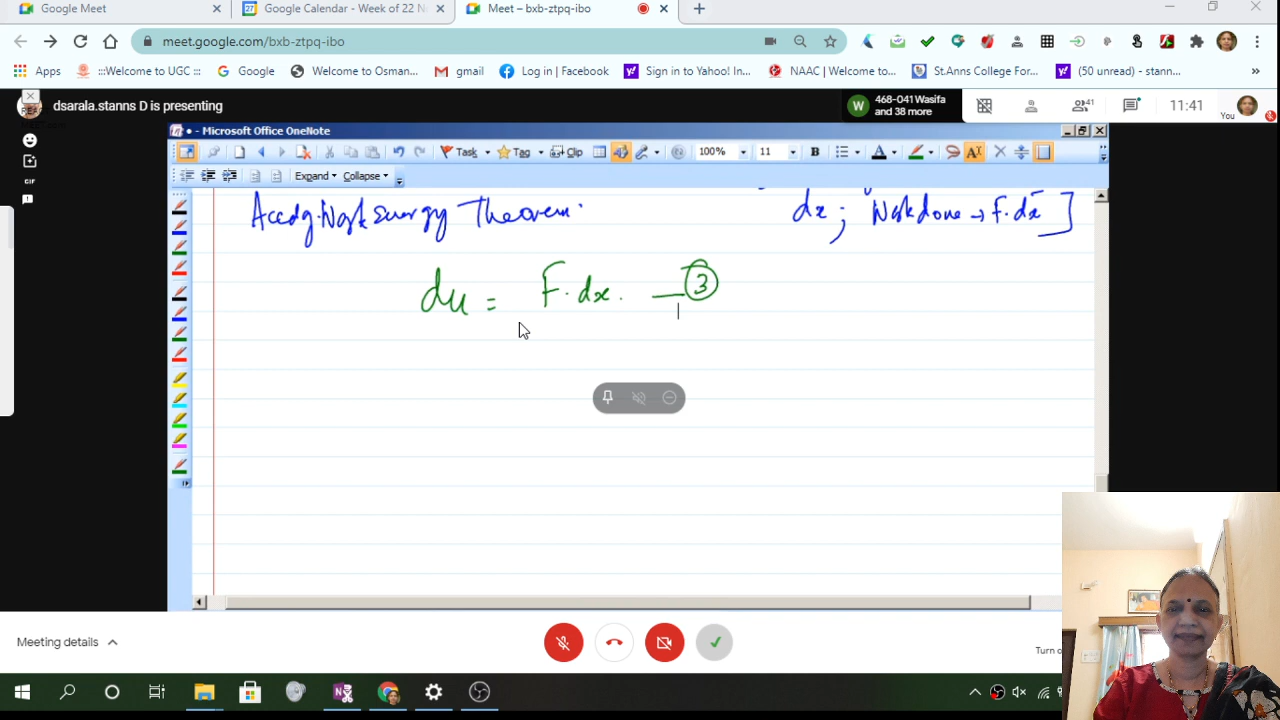 Google Meet
Google Calendar - Week of 22 N
Meet – bxb-ztpq-ibo
meet.google.com/bxb-ztpq-ibo
Apps
:::Welcome to UGC :::
Google
Welcome to Osman...
gmail
Log in | Facebook
Sign in to Yahoo! In...
NAAC | Welcome to...
St.Anns College For...
(50 unread) - stann...
»
dsarala.stanns D is presenting
W
468-041 Wasifa
and 38 more
41
11:41
You
GIF
- Microsoft Office OneNote
Task
Tag
Clip
100%
11
B
A
Expand
Collapse
Accdg. Work Energy Theorem.
dx ; Workdone → F.dx ]
du = F.dx. — ③
Meeting details
Turn o